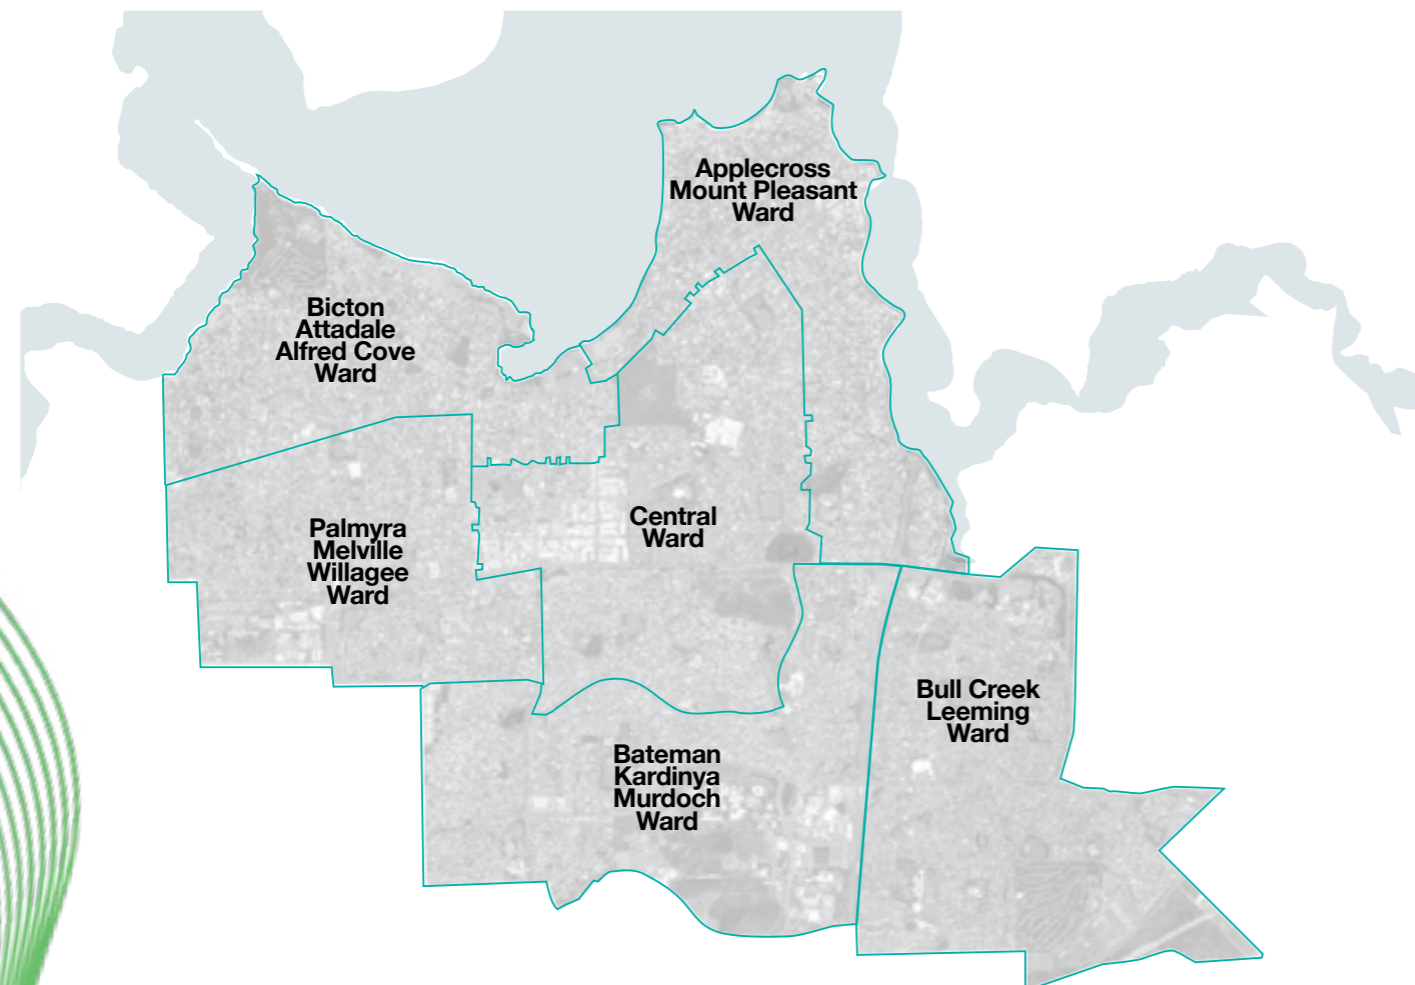 Applecross
Mount Pleasant
Ward
Bicton
Attadale
Alfred Cove
Ward
Palmyra
Melville
Willagee
Ward
Central
Ward
Bull Creek
Leeming
Ward
Bateman
Kardinya
Murdoch
Ward